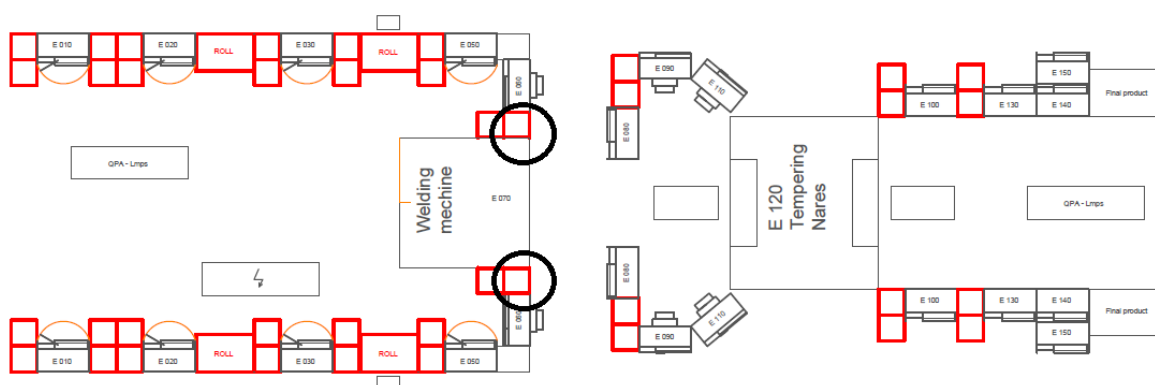 E 010
E 020
ROLL
E 030
ROLL
E 050
E 060
QPA - Lmps
Welding
mechine
E 070
E 010
E 020
ROLL
E 030
ROLL
E 050
E 090
E 110
E 080
E 120
Tempering
Nares
E 080
E 090
E 110
E 150
E 100
E 130
E 140
Final product
QPA - Lmps
E 100
E 130
E 140
E 150
Final product